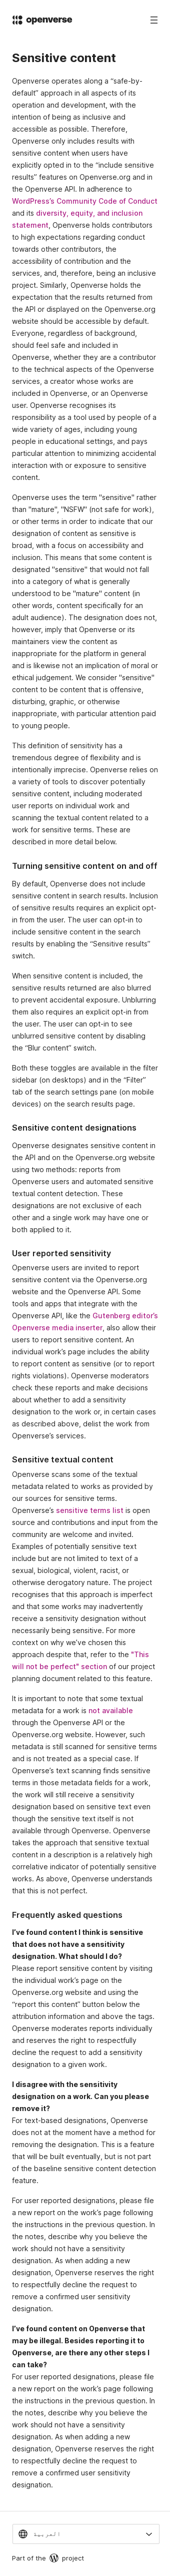 openverse
Sensitive content
Openverse operates along a “safe-by-
default” approach in all aspects of its
operation and development, with the
intention of being as inclusive and
accessible as possible. Therefore,
Openverse only includes results with
sensitive content when users have
explicitly opted in to the “include sensitive
results” features on Openverse.org and in
the Openverse API. In adherence to
WordPress’s Community Code of Conduct
and its diversity, equity, and inclusion
statement, Openverse holds contributors
to high expectations regarding conduct
towards other contributors, the
accessibility of contribution and the
services, and, therefore, being an inclusive
project. Similarly, Openverse holds the
expectation that the results returned from
the API or displayed on the Openverse.org
website should be accessible by default.
Everyone, regardless of background,
should feel safe and included in
Openverse, whether they are a contributor
to the technical aspects of the Openverse
services, a creator whose works are
included in Openverse, or an Openverse
user. Openverse recognises its
responsibility as a tool used by people of a
wide variety of ages, including young
people in educational settings, and pays
particular attention to minimizing accidental
interaction with or exposure to sensitive
content.
Openverse uses the term "sensitive" rather
than "mature", "NSFW" (not safe for work),
or other terms in order to indicate that our
designation of content as sensitive is
broad, with a focus on accessibility and
inclusion. This means that some content is
designated "sensitive" that would not fall
into a category of what is generally
understood to be "mature" content (in
other words, content specifically for an
adult audience). The designation does not,
however, imply that Openverse or its
maintainers view the content as
inappropriate for the platform in general
and is likewise not an implication of moral or
ethical judgement. We consider "sensitive"
content to be content that is offensive,
disturbing, graphic, or otherwise
inappropriate, with particular attention paid
to young people.
This definition of sensitivity has a
tremendous degree of flexibility and is
intentionally imprecise. Openverse relies on
a variety of tools to discover potentially
sensitive content, including moderated
user reports on individual work and
scanning the textual content related to a
work for sensitive terms. These are
described in more detail below.
Turning sensitive content on and off
By default, Openverse does not include
sensitive content in search results. Inclusion
of sensitive results requires an explicit opt-
in from the user. The user can opt-in to
include sensitive content in the search
results by enabling the “Sensitive results”
switch.
When sensitive content is included, the
sensitive results returned are also blurred
to prevent accidental exposure. Unblurring
them also requires an explicit opt-in from
the user. The user can opt-in to see
unblurred sensitive content by disabling
the “Blur content” switch.
Both these toggles are available in the filter
sidebar (on desktops) and in the “Filter”
tab of the search settings pane (on mobile
devices) on the search results page.
Sensitive content designations
Openverse designates sensitive content in
the API and on the Openverse.org website
using two methods: reports from
Openverse users and automated sensitive
textual content detection. These
designations are not exclusive of each
other and a single work may have one or
both applied to it.
User reported sensitivity
Openverse users are invited to report
sensitive content via the Openverse.org
website and the Openverse API. Some
tools and apps that integrate with the
Openverse API, like the Gutenberg editor’s
Openverse media inserter, also allow their
users to report sensitive content. An
individual work’s page includes the ability
to report content as sensitive (or to report
rights violations). Openverse moderators
check these reports and make decisions
about whether to add a sensitivity
designation to the work or, in certain cases
as described above, delist the work from
Openverse’s services.
Sensitive textual content
Openverse scans some of the textual
metadata related to works as provided by
our sources for sensitive terms.
Openverse’s sensitive terms list is open
source and contributions and input from the
community are welcome and invited.
Examples of potentially sensitive text
include but are not limited to text of a
sexual, biological, violent, racist, or
otherwise derogatory nature. The project
recognises that this approach is imperfect
and that some works may inadvertently
receive a sensitivity designation without
necessarily being sensitive. For more
context on why we’ve chosen this
approach despite that, refer to the "This
will not be perfect" section of our project
planning document related to this feature.
It is important to note that some textual
metadata for a work is not available
through the Openverse API or the
Openverse.org website. However, such
metadata is still scanned for sensitive terms
and is not treated as a special case. If
Openverse’s text scanning finds sensitive
terms in those metadata fields for a work,
the work will still receive a sensitivity
designation based on sensitive text even
though the sensitive text itself is not
available through Openverse. Openverse
takes the approach that sensitive textual
content in a description is a relatively high
correlative indicator of potentially sensitive
works. As above, Openverse understands
that this is not perfect.
Frequently asked questions
I’ve found content I think is sensitive
that does not have a sensitivity
designation. What should I do?
Please report sensitive content by visiting
the individual work’s page on the
Openverse.org website and using the
“report this content” button below the
attribution information and above the tags.
Openverse moderates reports individually
and reserves the right to respectfully
decline the request to add a sensitivity
designation to a given work.
I disagree with the sensitivity
designation on a work. Can you please
remove it?
For text-based designations, Openverse
does not at the moment have a method for
removing the designation. This is a feature
that will be built eventually, but is not part
of the baseline sensitive content detection
feature.
For user reported designations, please file
a new report on the work’s page following
the instructions in the previous question. In
the notes, describe why you believe the
work should not have a sensitivity
designation. As when adding a new
designation, Openverse reserves the right
to respectfully decline the request to
remove a confirmed user sensitivity
designation.
I’ve found content on Openverse that
may be illegal. Besides reporting it to
Openverse, are there any other steps I
can take?
For user reported designations, please file
a new report on the work’s page following
the instructions in the previous question. In
the notes, describe why you believe the
work should not have a sensitivity
designation. As when adding a new
designation, Openverse reserves the right
to respectfully decline the request to
remove a confirmed user sensitivity
designation.
العربية
Part of the WordPress project